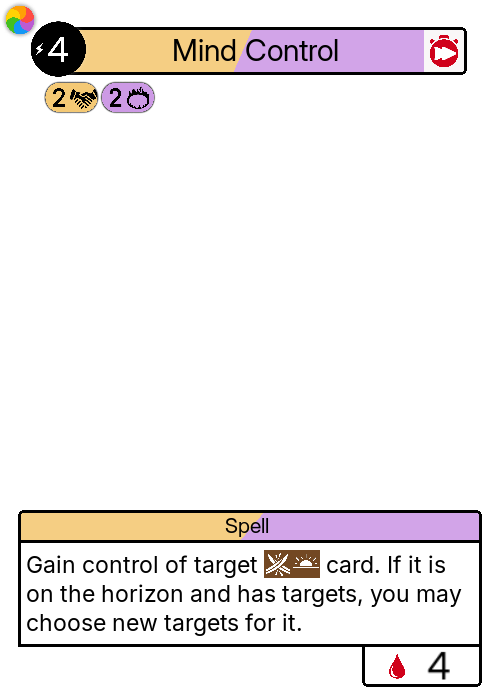 4 Mind Control
2 2
Spell
Gain control of target card. If it is
on the horizon and has targets, you may
choose new targets for it.
4